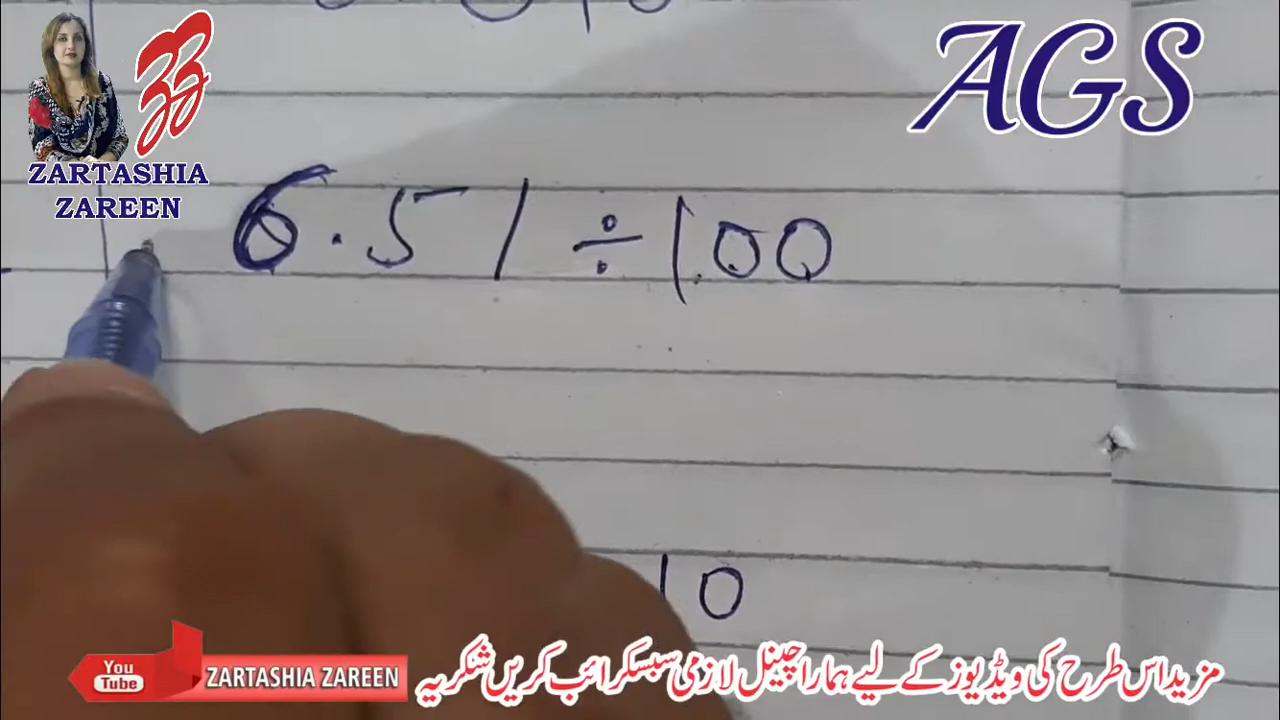 AGS
ZARTASHIA
ZAREEN
6.51 ÷ 100
10
You
Tube
ZARTASHIA ZAREEN
مزید اس طرح کی ویڈیوز کے لیے ہمارا چینل لازمی سبسکرائب کریں شکریہ